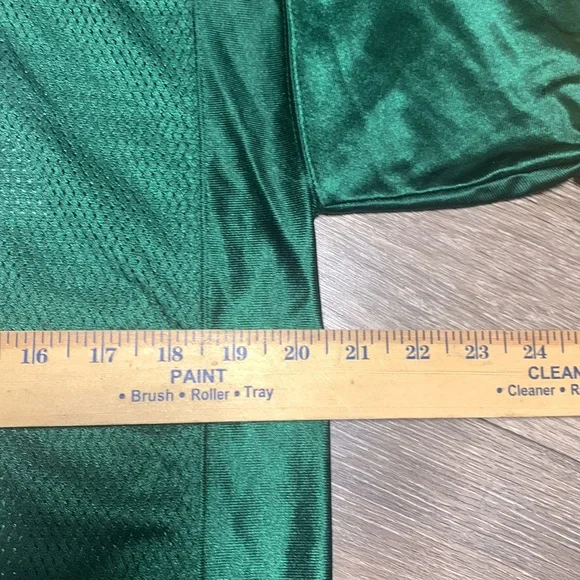 16 17 18 19 20 21 22 23 24
PAINT CLEAN
• Brush • Roller • Tray • Cleaner • R